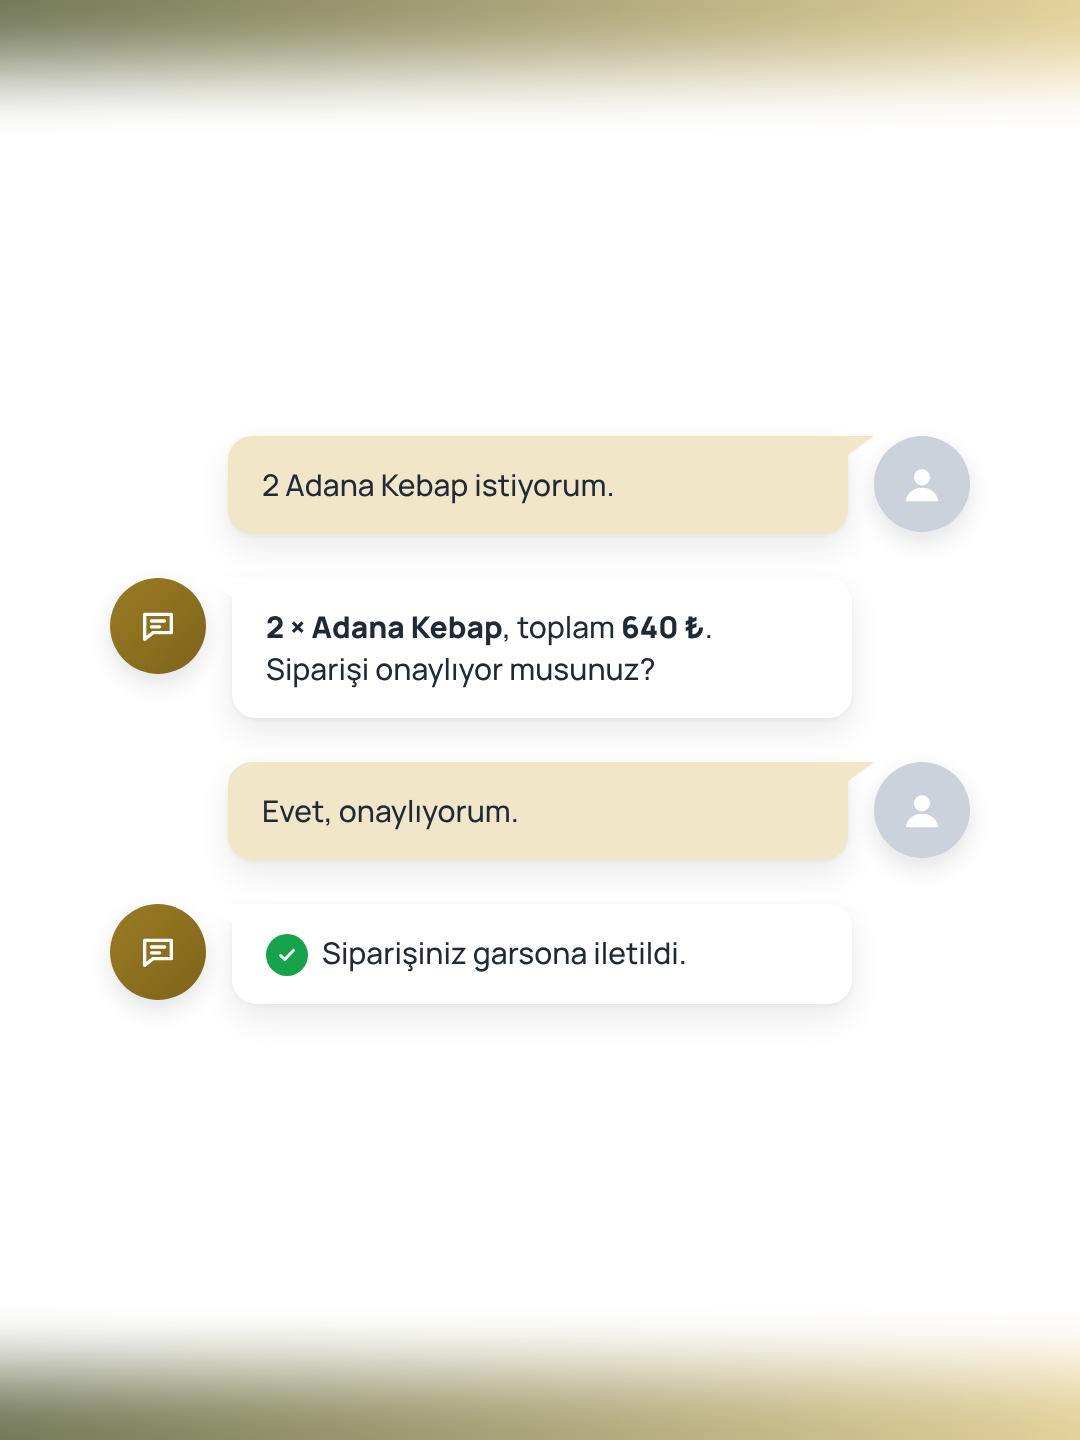 2 Adana Kebap istiyorum.
2 × Adana Kebap, toplam 640 ₺.
Siparişi onaylıyor musunuz?
Evet, onaylıyorum.
Siparişiniz garsona iletildi.